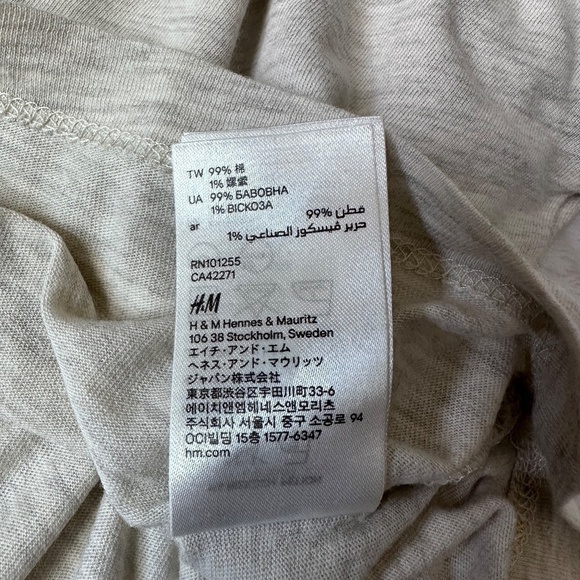 TW 99% 棉
1% 嫘縈
UA 99% БАВОВНА
1% ВІСКОЗА
ar
99% قطن
1% حرير فيسكوز الصناعي
RN101255
CA42271
H&M
H & M Hennes & Mauritz
106 38 Stockholm, Sweden
エイチ・アンド・エム
ヘネス・アンド・マウリッツ
ジャパン株式会社
東京都渋谷区宇田川町33-6
에이치앤엠헤네스앤모리츠
주식회사 서울시 중구 소공로 94
OCI빌딩 15층 1577-6347
hm.com